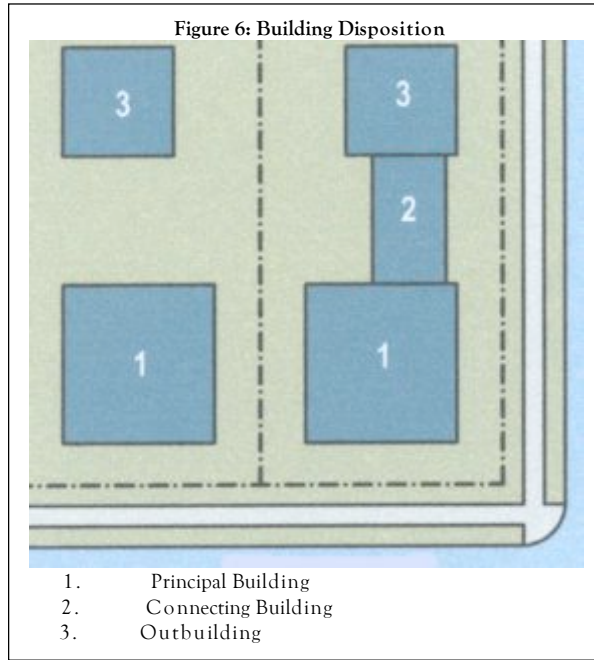 Figure 6: Building Disposition
3
3
2
1
1
1. Principal Building
2. Connecting Building
3. Outbuilding